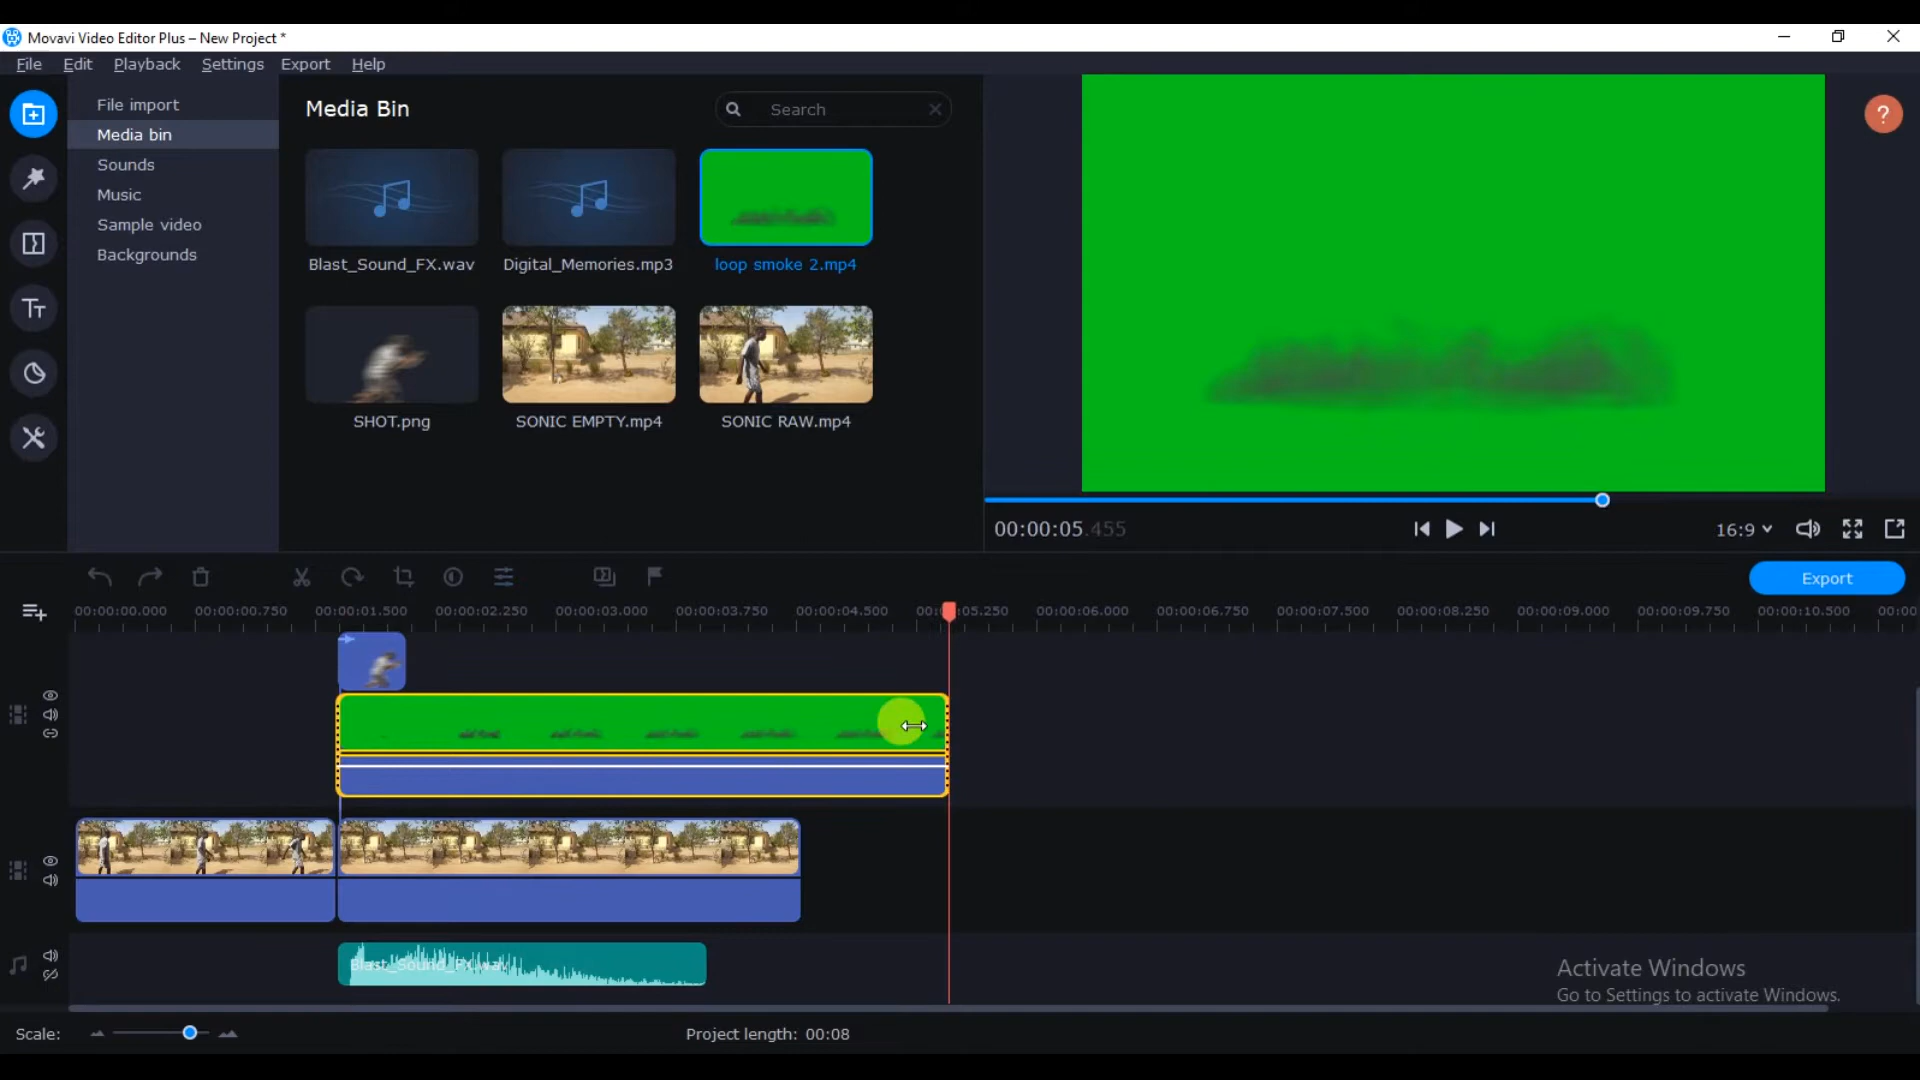 Movavi Video Editor Plus – New Project *
File Edit Playback Settings Export Help
File import
Media bin
Sounds
Music
Sample video
Backgrounds
Media Bin
Search
Blast_Sound_FX.wav
Digital_Memories.mp3
loop smoke 2.mp4
SHOT.png
SONIC EMPTY.mp4
SONIC RAW.mp4
?
00:00:05.455
16:9
Export
00:00:00.000 00:00:00.750 00:00:01.500 00:00:02.250 00:00:03.000 00:00:03.750 00:00:04.500 00:00:05.250 00:00:06.000 00:00:06.750 00:00:07.500 00:00:08.250 00:00:09.000 00:00:09.750 00:00:10.500 00:00
Blast_Sound_FX.wav
Activate Windows
Go to Settings to activate Windows.
Scale:
Project length: 00:08